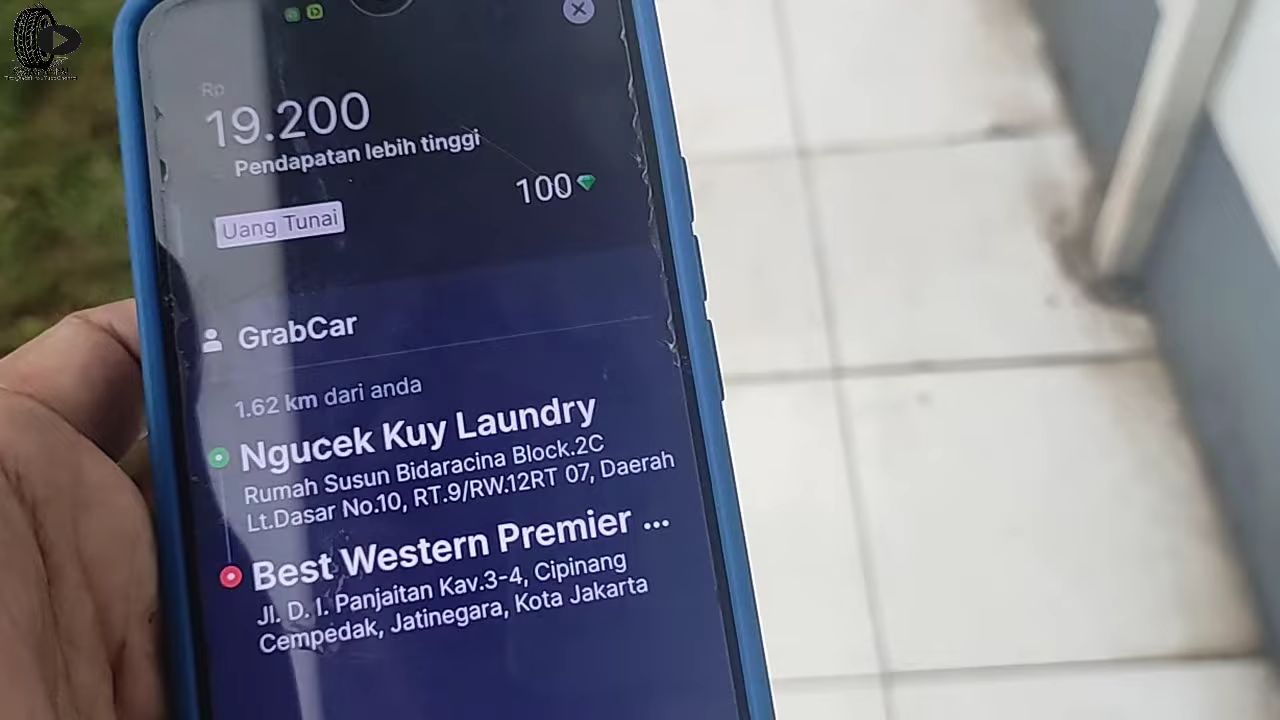 Rp
19.200
Pendapatan lebih tinggi
100
Uang Tunai
GrabCar
1.62 km dari anda
Ngucek Kuy Laundry
Rumah Susun Bidaracina Block.2C
Lt.Dasar No.10, RT.9/RW.12RT 07, Daerah
Best Western Premier ...
Jl. D. I. Panjaitan Kav.3-4, Cipinang
Cempedak, Jatinegara, Kota Jakarta